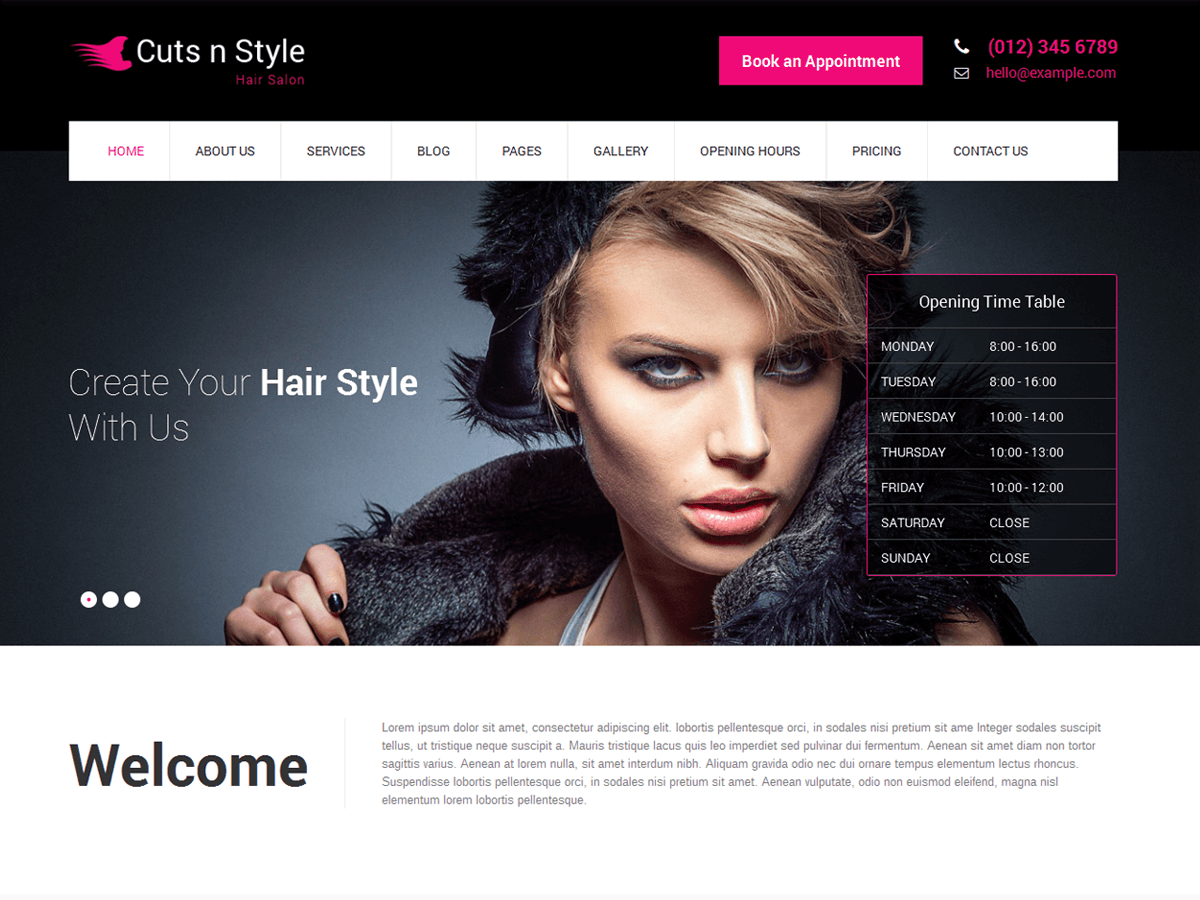 Cuts n Style
Hair Salon
Book an Appointment
(012) 345 6789
hello@example.com
HOME ABOUT US SERVICES BLOG PAGES GALLERY OPENING HOURS PRICING CONTACT US
Create Your Hair Style
With Us
Opening Time Table
MONDAY 8:00 - 16:00
TUESDAY 8:00 - 16:00
WEDNESDAY 10:00 - 14:00
THURSDAY 10:00 - 13:00
FRIDAY 10:00 - 12:00
SATURDAY CLOSE
SUNDAY CLOSE
Welcome
Lorem ipsum dolor sit amet, consectetur adipiscing elit. lobortis pellentesque orci, in sodales nisi pretium sit ame Integer sodales suscipit
tellus, ut tristique neque suscipit a. Mauris tristique lacus quis leo imperdiet sed pulvinar dui fermentum. Aenean sit amet diam non tortor
sagittis varius. Aenean at lorem nulla, sit amet interdum nibh. Aliquam gravida odio nec dui ornare tempus elementum lectus rhoncus.
Suspendisse lobortis pellentesque orci, in sodales nisi pretium sit amet. Aenean vulputate, odio non euismod eleifend, magna nisl
elementum lorem lobortis pellentesque.